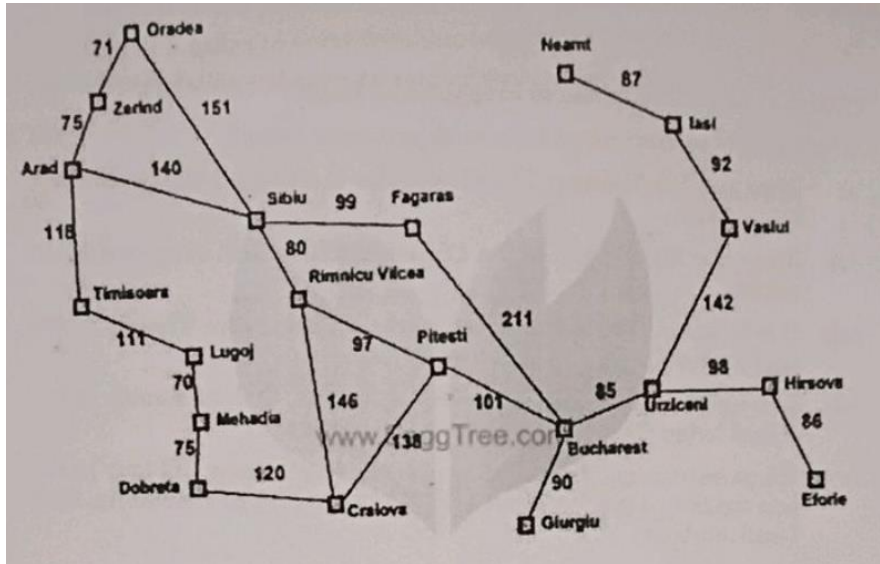 Oradea
Neamt
71
87
Zerind
151
Iasi
75
92
Arad
140
Sibiu
99
Fagaras
Vaslui
118
80
Rimnicu Vilcea
142
Timisoara
211
111
Lugoj
97
Pitesti
98
70
85
Hirsova
146
101
Urziceni
Mehadia
86
138
Bucharest
75
120
90
Dobreta
Craiova
Giurgiu
Eforie